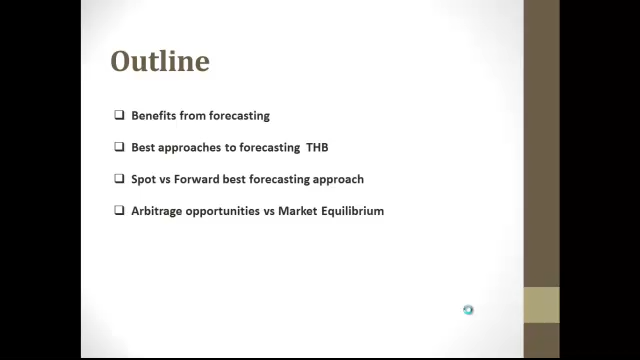 Outline
Benefits from forecasting
Best approaches to forecasting THB
Spot vs Forward best forecasting approach
Arbitrage opportunities vs Market Equilibrium